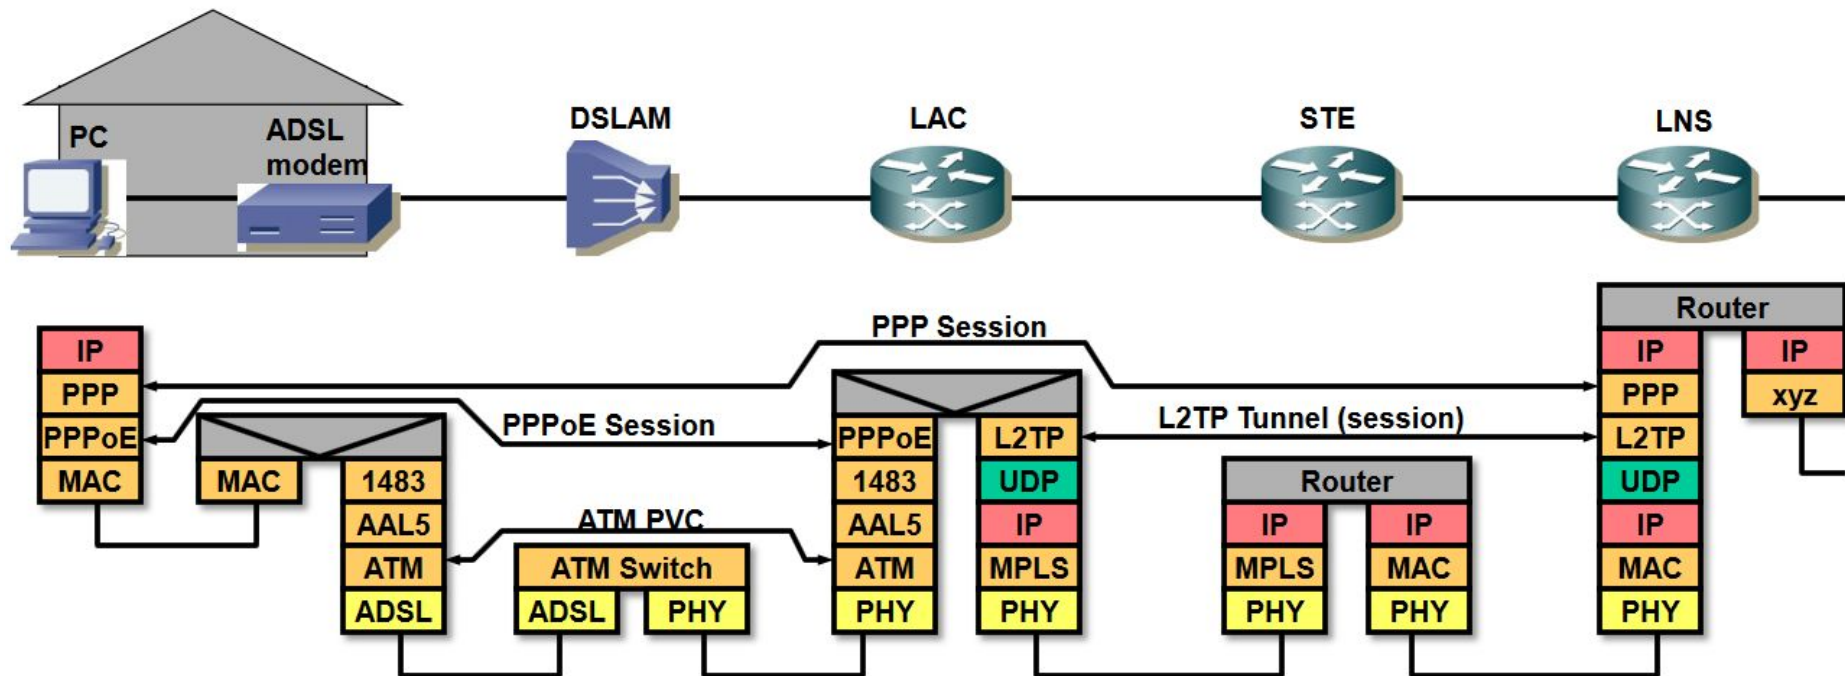 PC
ADSL
modem
DSLAM
LAC
STE
LNS
PPP Session
PPPoE Session
ATM PVC
L2TP Tunnel (session)
IP
PPP
PPPoE
MAC
MAC
1483
AAL5
ATM
ADSL
ATM Switch
ADSL
PHY
PPPoE
1483
AAL5
ATM
PHY
L2TP
UDP
IP
MPLS
PHY
Router
IP
MPLS
PHY
IP
MAC
PHY
Router
IP
PPP
L2TP
UDP
IP
MAC
PHY
IP
xyz